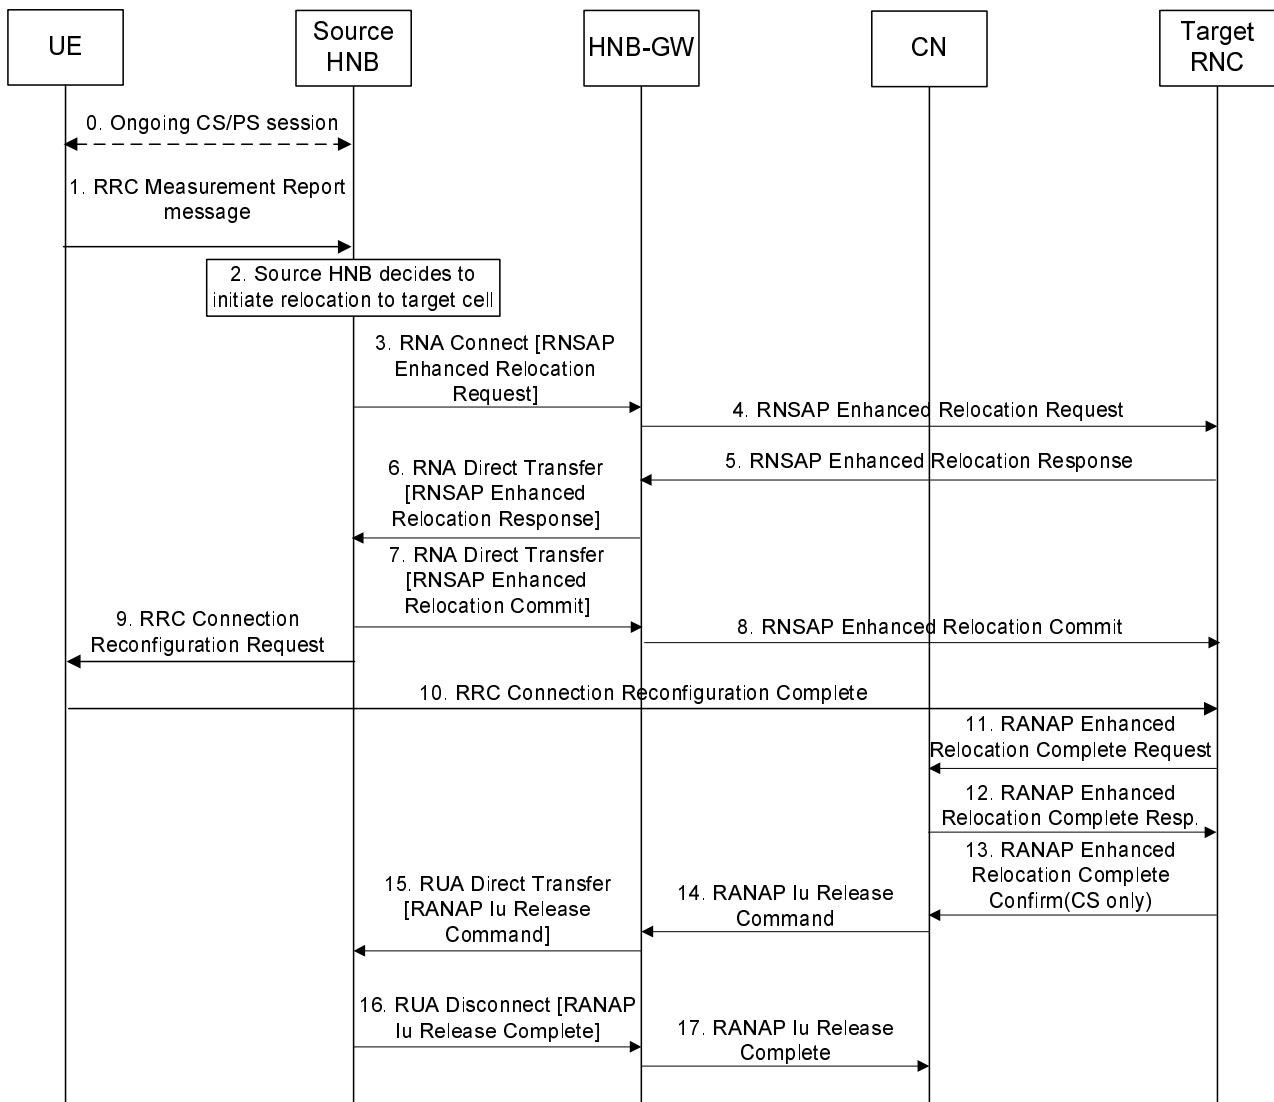 UE
Source
HNB
HNB-GW
CN
Target
RNC
0. Ongoing CS/PS session
1. RRC Measurement Report
message
2. Source HNB decides to
initiate relocation to target cell
3. RNA Connect [RNSAP
Enhanced Relocation
Request]
4. RNSAP Enhanced Relocation Request
5. RNSAP Enhanced Relocation Response
6. RNA Direct Transfer
[RNSAP Enhanced
Relocation Response]
7. RNA Direct Transfer
[RNSAP Enhanced
Relocation Commit]
8. RNSAP Enhanced Relocation Commit
9. RRC Connection
Reconfiguration Request
10. RRC Connection Reconfiguration Complete
11. RANAP Enhanced
Relocation Complete Request
12. RANAP Enhanced
Relocation Complete Resp.
13. RANAP Enhanced
Relocation Complete
Confirm(CS only)
14. RANAP Iu Release
Command
15. RUA Direct Transfer
[RANAP Iu Release
Command]
16. RUA Disconnect [RANAP
Iu Release Complete]
17. RANAP Iu Release
Complete